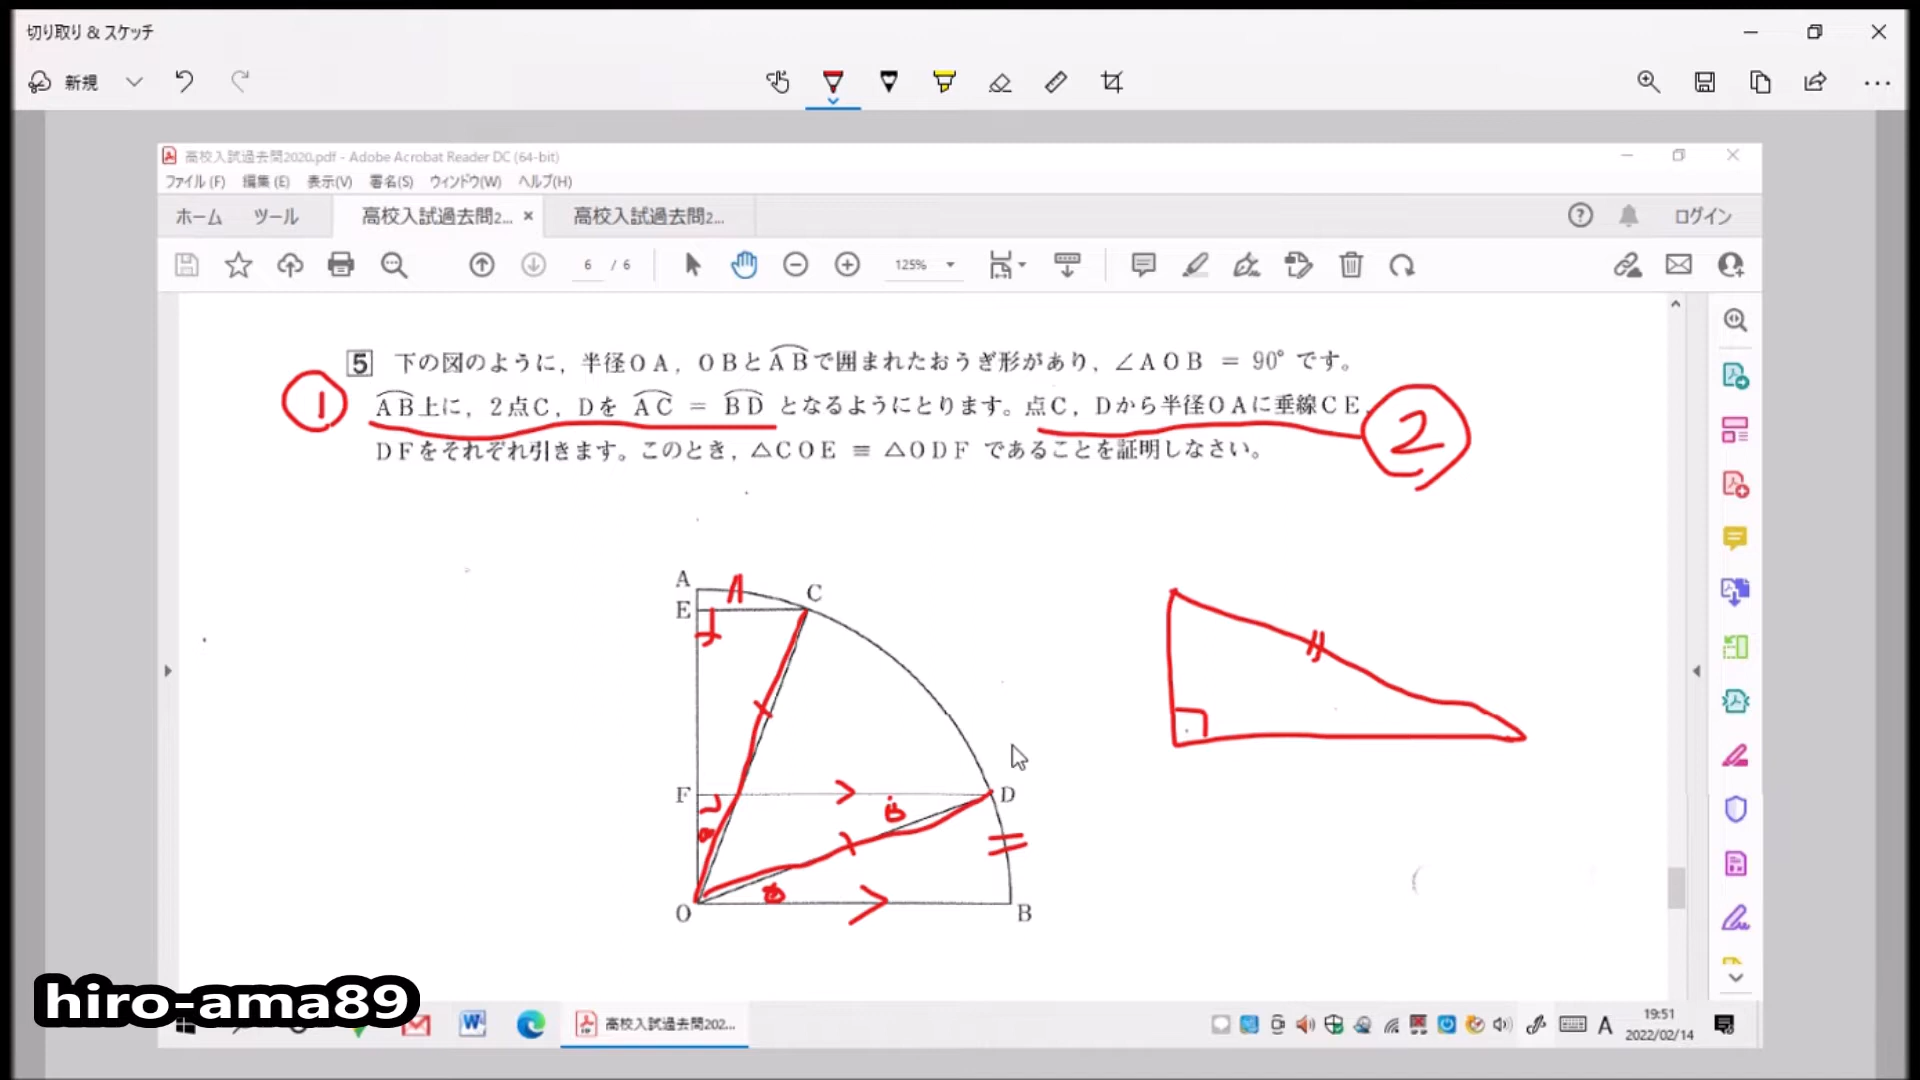 切り取り & スケッチ
新規
高校入試過去問2020.pdf - Adobe Acrobat Reader DC (64-bit)
ファイル(F) 編集(E) 表示(V) 署名(S) ウィンドウ(W) ヘルプ(H)
ホーム ツール 高校入試過去問2... × 高校入試過去問2... ログイン
6 / 6 125%
5 下の図のように，半径OA，OBとABで囲まれたおうぎ形があり，∠AOB = 90° です。
1 AB上に，2点C，Dを AC = BD となるようにとります。点C，Dから半径OAに垂線CE，
2
DFをそれぞれ引きます。このとき，△COE ≡ △ODF であることを証明しなさい。
A C
E
F D
O B
hiro-ama89
高校入試過去問202...
A 19:51
2022/02/14